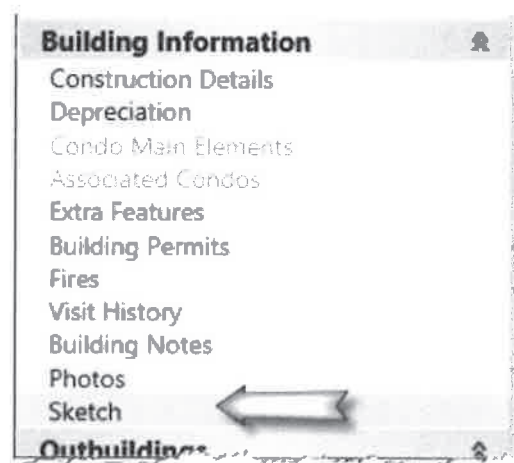 Building Information
Construction Details
Depreciation
Condo Main Elements
Associated Condos
Extra Features
Building Permits
Fires
Visit History
Building Notes
Photos
Sketch
Outbuildings